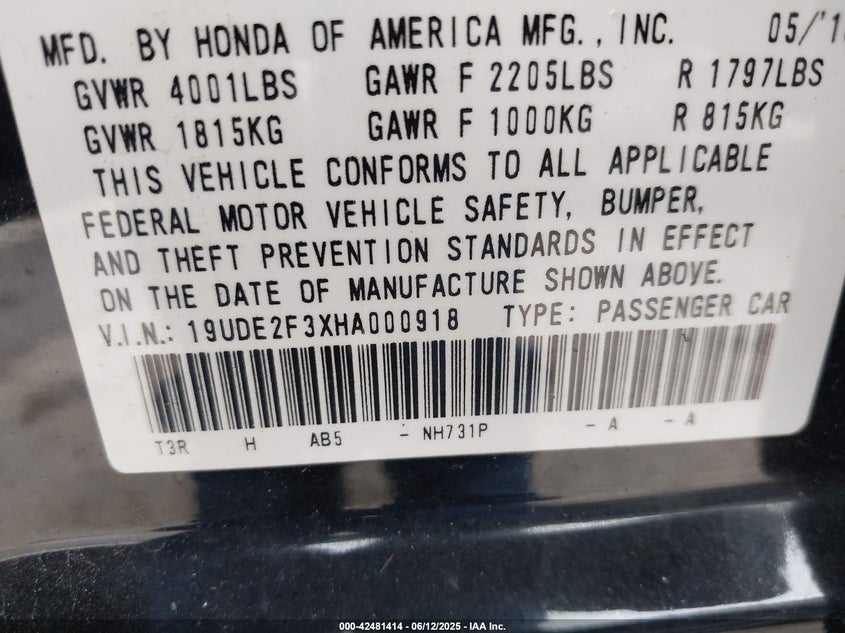 MFD. BY HONDA OF AMERICA MFG., INC. 05/'1
GVWR 4001LBS GAWR F 2205LBS R 1797LBS
GVWR 1815KG GAWR F 1000KG R 815KG
THIS VEHICLE CONFORMS TO ALL APPLICABLE
FEDERAL MOTOR VEHICLE SAFETY, BUMPER,
AND THEFT PREVENTION STANDARDS IN EFFECT
ON THE DATE OF MANUFACTURE SHOWN ABOVE.
V.I.N.: 19UDE2F3XHA000918 TYPE: PASSENGER CAR
T3R H AB5 - NH731P - A - A
000-42481414 - 06/12/2025 - IAA Inc.